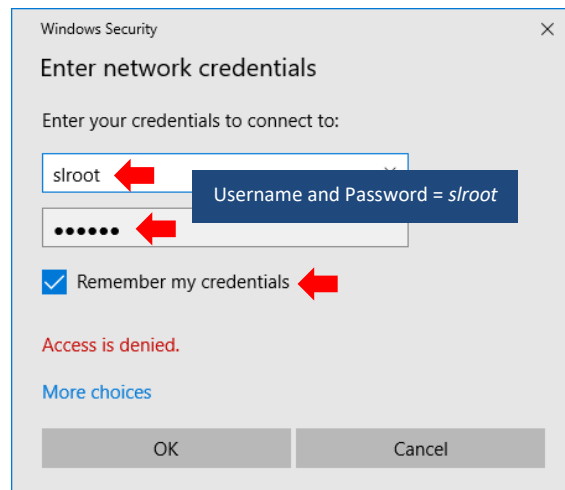 Windows Security
Enter network credentials
Enter your credentials to connect to:
slroot
Username and Password = slroot
●●●●●●
Remember my credentials
Access is denied.
More choices
OK Cancel